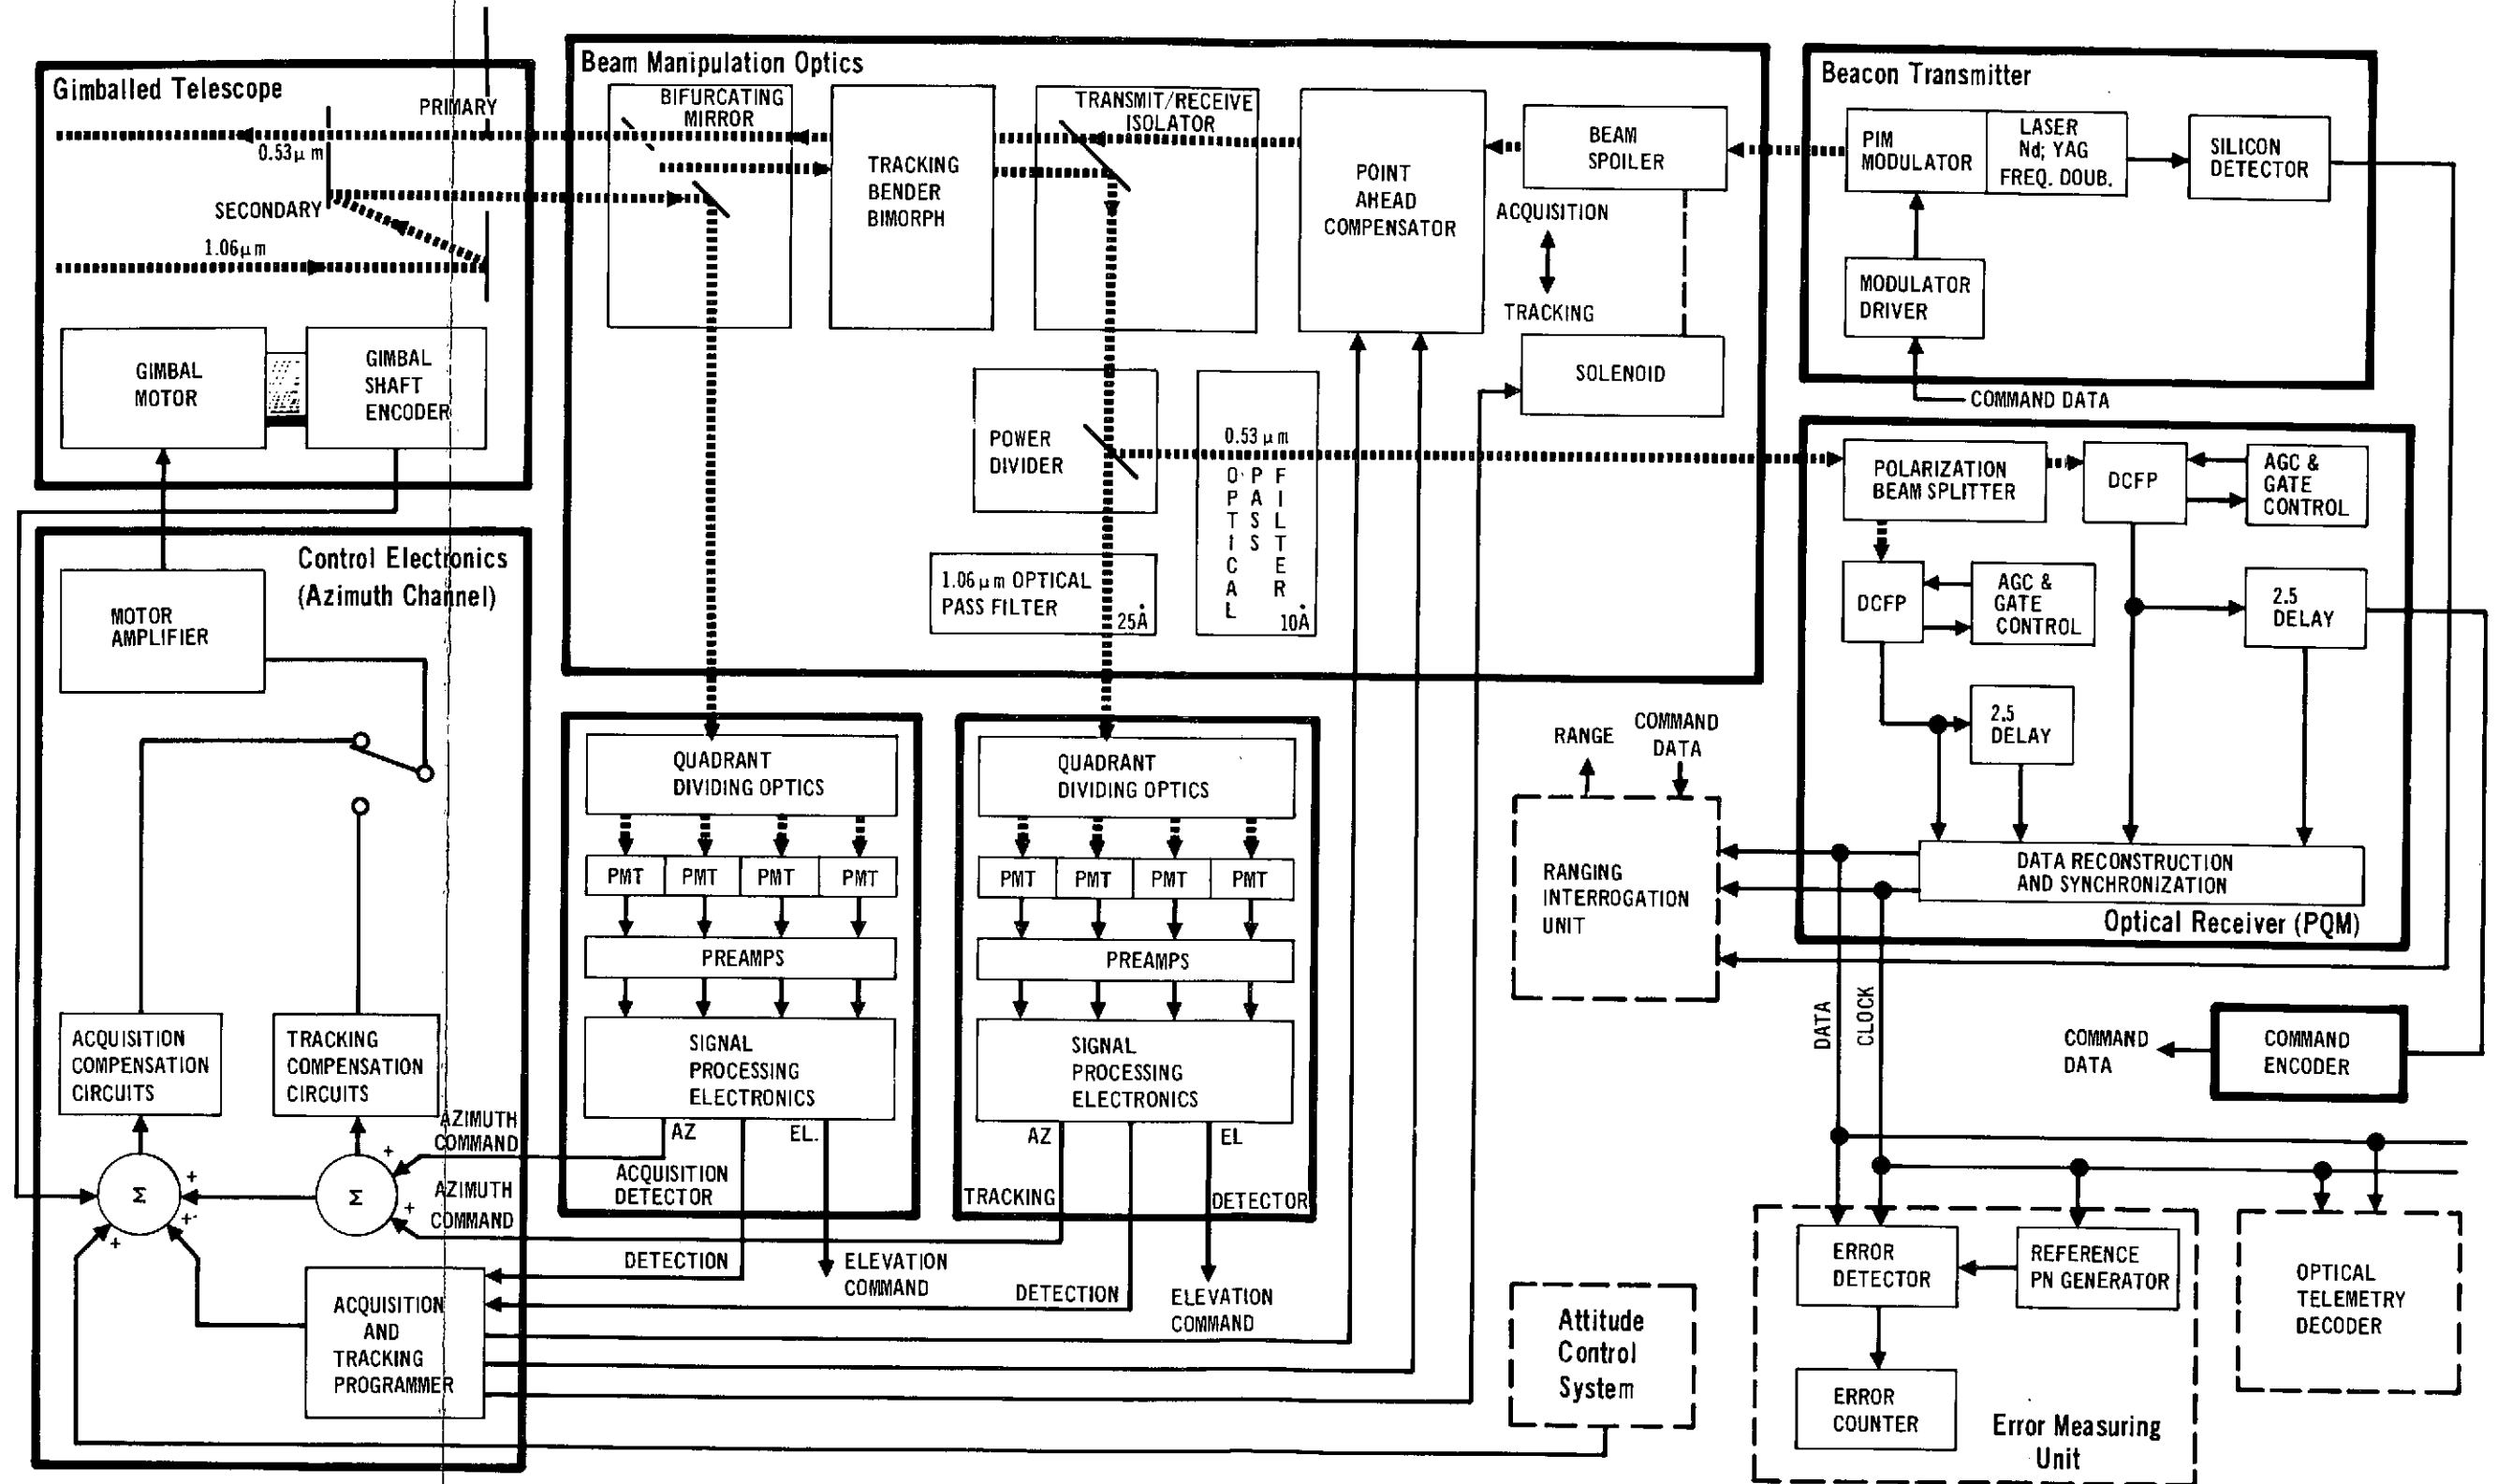 Gimballed Telescope
PRIMARY
0.53μm
SECONDARY
1.06μm
GIMBAL
MOTOR
GIMBAL
SHAFT
ENCODER
Beam Manipulation Optics
BIFURCATING
MIRROR
TRACKING
BENDER
BIMORPH
TRANSMIT/RECEIVE
ISOLATOR
POINT
AHEAD
COMPENSATOR
BEAM
SPOILER
ACQUISITION
TRACKING
SOLENOID
POWER
DIVIDER
0.53 μm
OPTICAL
PASS
FILTER
10Å
1.06μm OPTICAL
PASS FILTER
25Å
Beacon Transmitter
PIM
MODULATOR
LASER
Nd; YAG
FREQ. DOUB.
SILICON
DETECTOR
MODULATOR
DRIVER
COMMAND DATA
POLARIZATION
BEAM SPLITTER
DCFP
AGC &
GATE
CONTROL
DCFP
AGC &
GATE
CONTROL
2.5
DELAY
2.5
DELAY
DATA RECONSTRUCTION
AND SYNCHRONIZATION
Optical Receiver (PQM)
Control Electronics
(Azimuth Channel)
MOTOR
AMPLIFIER
ACQUISITION
COMPENSATION
CIRCUITS
TRACKING
COMPENSATION
CIRCUITS
AZIMUTH
COMMAND
AZIMUTH
COMMAND
Σ
+
+
+
Σ
+
+
ACQUISITION
AND
TRACKING
PROGRAMMER
QUADRANT
DIVIDING OPTICS
PMT PMT PMT PMT
PREAMPS
SIGNAL
PROCESSING
ELECTRONICS
AZ EL.
ACQUISITION
DETECTOR
DETECTION
ELEVATION
COMMAND
QUADRANT
DIVIDING OPTICS
PMT PMT PMT PMT
PREAMPS
SIGNAL
PROCESSING
ELECTRONICS
AZ EL
TRACKING DETECTOR
DETECTION
ELEVATION
COMMAND
RANGE
COMMAND
DATA
RANGING
INTERROGATION
UNIT
DATA
CLOCK
COMMAND
DATA
COMMAND
ENCODER
Attitude
Control
System
ERROR
DETECTOR
REFERENCE
PN GENERATOR
ERROR
COUNTER
Error Measuring
Unit
OPTICAL
TELEMETRY
DECODER